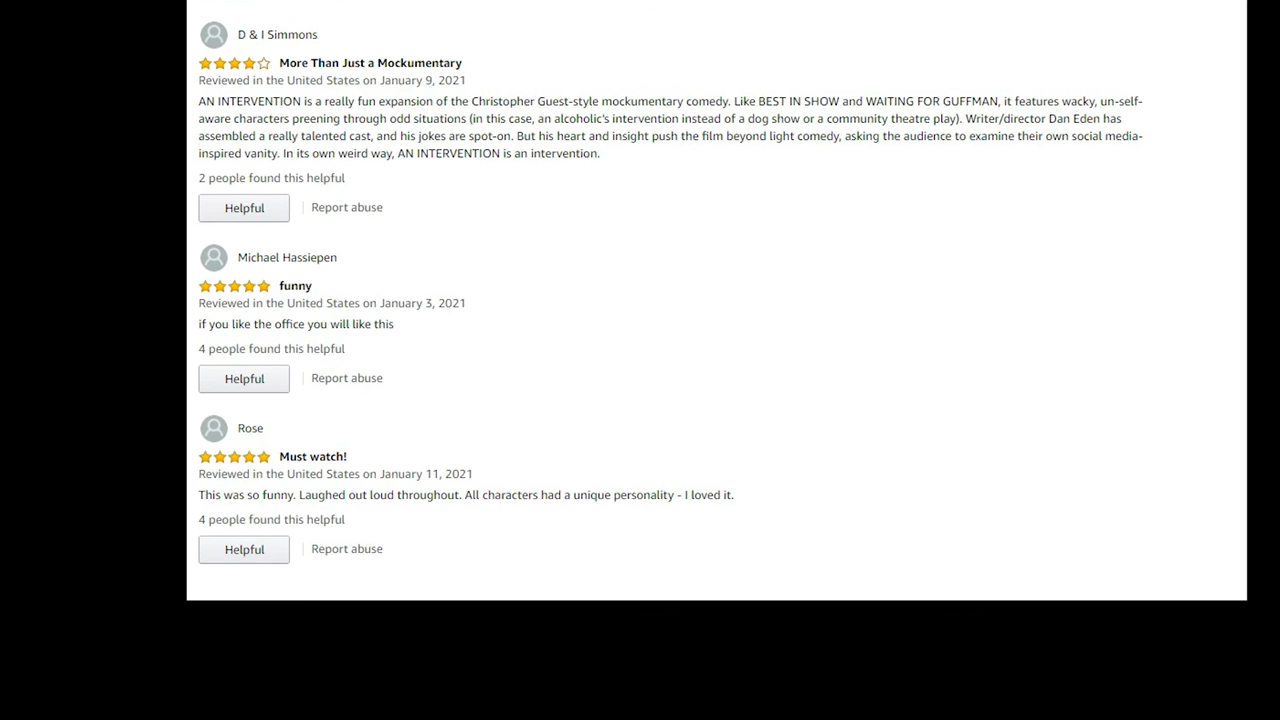 D & I Simmons
More Than Just a Mockumentary
Reviewed in the United States on January 9, 2021
AN INTERVENTION is a really fun expansion of the Christopher Guest-style mockumentary comedy. Like BEST IN SHOW and WAITING FOR GUFFMAN, it features wacky, un-self-
aware characters preening through odd situations (in this case, an alcoholic's intervention instead of a dog show or a community theatre play). Writer/director Dan Eden has
assembled a really talented cast, and his jokes are spot-on. But his heart and insight push the film beyond light comedy, asking the audience to examine their own social media-
inspired vanity. In its own weird way, AN INTERVENTION is an intervention.
2 people found this helpful
Helpful Report abuse
Michael Hassiepen
funny
Reviewed in the United States on January 3, 2021
if you like the office you will like this
4 people found this helpful
Helpful Report abuse
Rose
Must watch!
Reviewed in the United States on January 11, 2021
This was so funny. Laughed out loud throughout. All characters had a unique personality - I loved it.
4 people found this helpful
Helpful Report abuse